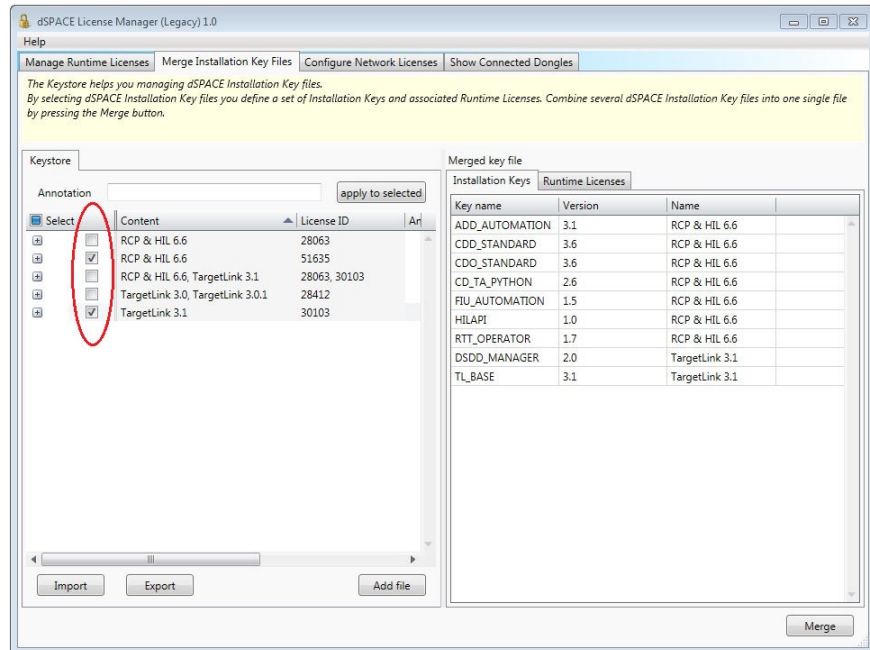 dSPACE License Manager (Legacy) 1.0
Help
Manage Runtime Licenses Merge Installation Key Files Configure Network Licenses Show Connected Dongles
The Keystore helps you managing dSPACE Installation Key files.
By selecting dSPACE Installation Key files you define a set of Installation Keys and associated Runtime Licenses. Combine several dSPACE Installation Key files into one single file
by pressing the Merge button.
Keystore
Annotation apply to selected
Select Content License ID An
RCP & HIL 6.6 28063
RCP & HIL 6.6 51635
RCP & HIL 6.6, TargetLink 3.1 28063, 30103
TargetLink 3.0, TargetLink 3.0.1 28412
TargetLink 3.1 30103
Import Export Add file
Merged key file
Installation Keys Runtime Licenses
Key name Version Name
ADD_AUTOMATION 3.1 RCP & HIL 6.6
CDD_STANDARD 3.6 RCP & HIL 6.6
CDO_STANDARD 3.6 RCP & HIL 6.6
CD_TA_PYTHON 2.6 RCP & HIL 6.6
FIU_AUTOMATION 1.5 RCP & HIL 6.6
HILAPI 1.0 RCP & HIL 6.6
RTT_OPERATOR 1.7 RCP & HIL 6.6
DSDD_MANAGER 2.0 TargetLink 3.1
TL_BASE 3.1 TargetLink 3.1
Merge